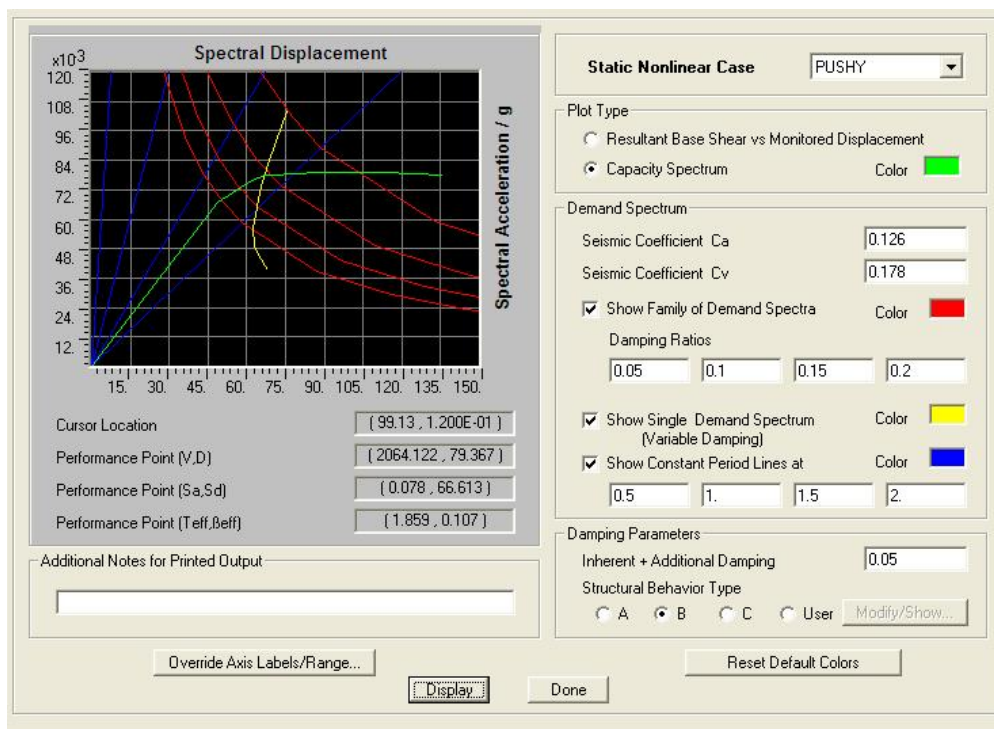 Spectral Displacement
x10³
120.
108.
96.
84.
72.
60.
48.
36.
24.
12.
15. 30. 45. 60. 75. 90. 105. 120. 135. 150.
Spectral Acceleration / g
Cursor Location (99.13 , 1.200E-01)
Performance Point (V,D) (2064.122 , 79.367)
Performance Point (Sa,Sd) (0.078 , 66.613)
Performance Point (Teff,βeff) (1.859 , 0.107)
Additional Notes for Printed Output
Static Nonlinear Case PUSHY
Plot Type
Resultant Base Shear vs Monitored Displacement
Capacity Spectrum Color
Demand Spectrum
Seismic Coefficient Ca 0.126
Seismic Coefficient Cv 0.178
Show Family of Demand Spectra Color
Damping Ratios
0.05 0.1 0.15 0.2
Show Single Demand Spectrum Color
(Variable Damping)
Show Constant Period Lines at Color
0.5 1. 1.5 2.
Damping Parameters
Inherent + Additional Damping 0.05
Structural Behavior Type
A B C User Modify/Show...
Override Axis Labels/Range... Reset Default Colors
Display Done